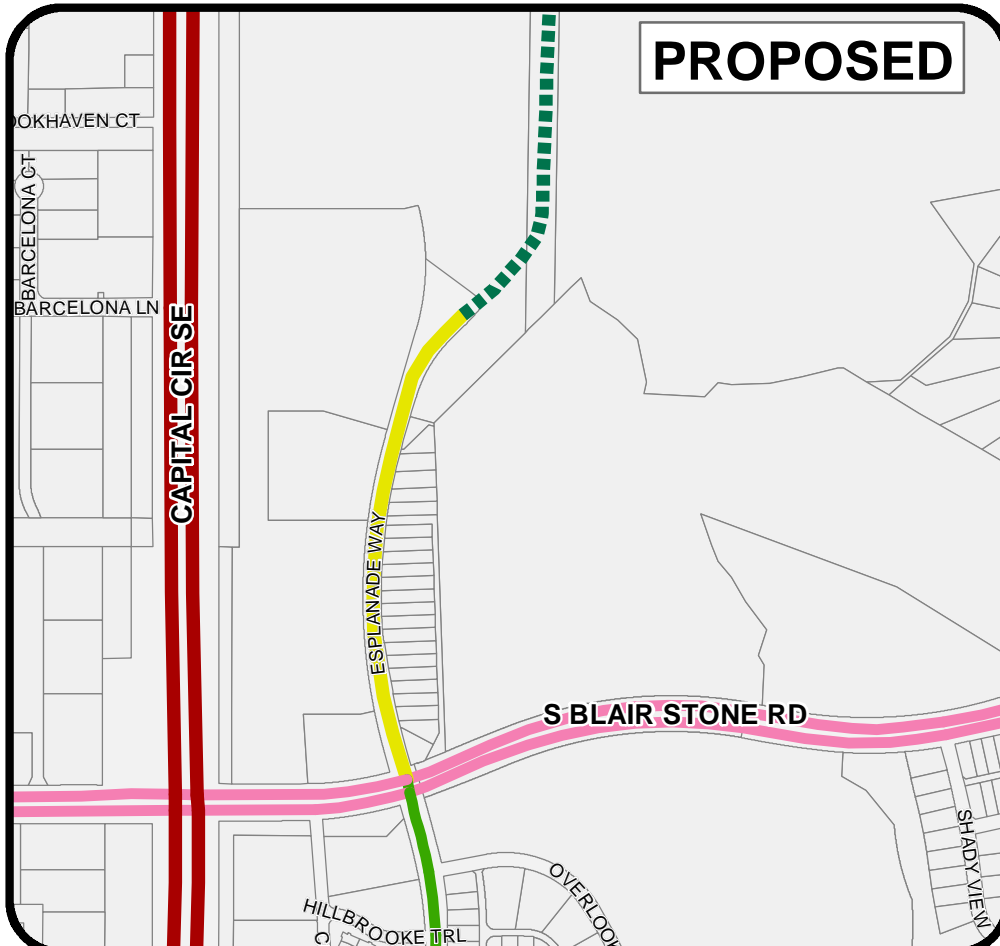 PROPOSED
OOKHAVEN CT
BARCELONA CT
BARCELONA LN
CAPITAL CIR SE
ESPLANADE WAY
S BLAIR STONE RD
SHADY VIEW
OVERLOOK
HILLBROOKE TRL
C